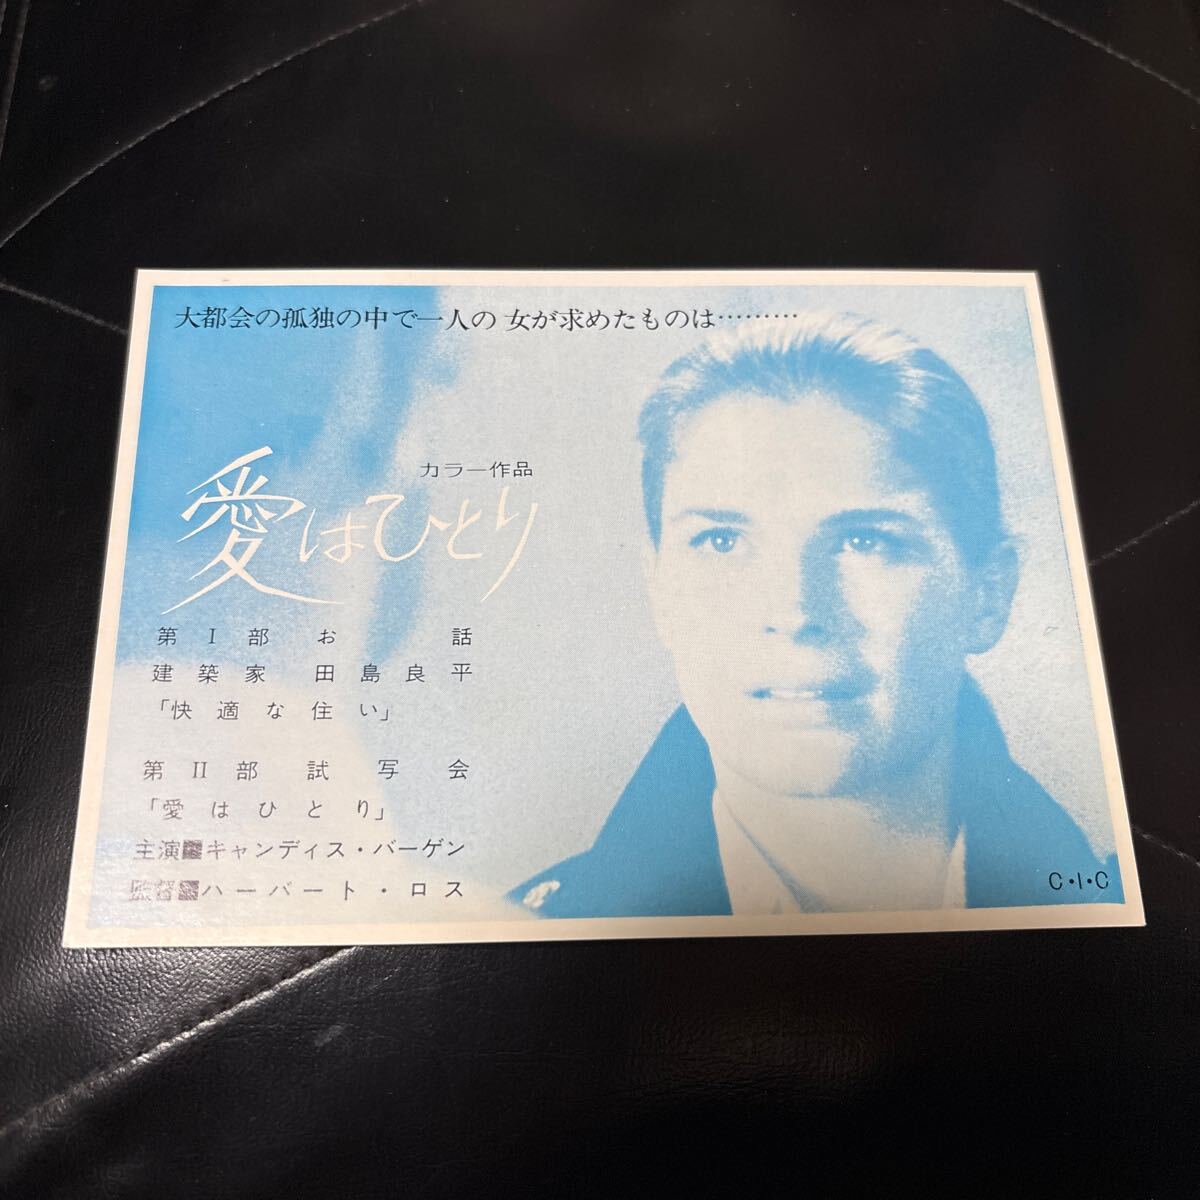 大都会の孤独の中で一人の 女が求めたものは………
カラー作品
愛はひとり
第 I 部 お 話
建 築 家 田 島 良 平
「快 適 な 住 い」
第 II 部 試 写 会
「愛 は ひ と り」
主演■キャンディス・バーゲン
監督■ハーバート・ロス
C・I・C